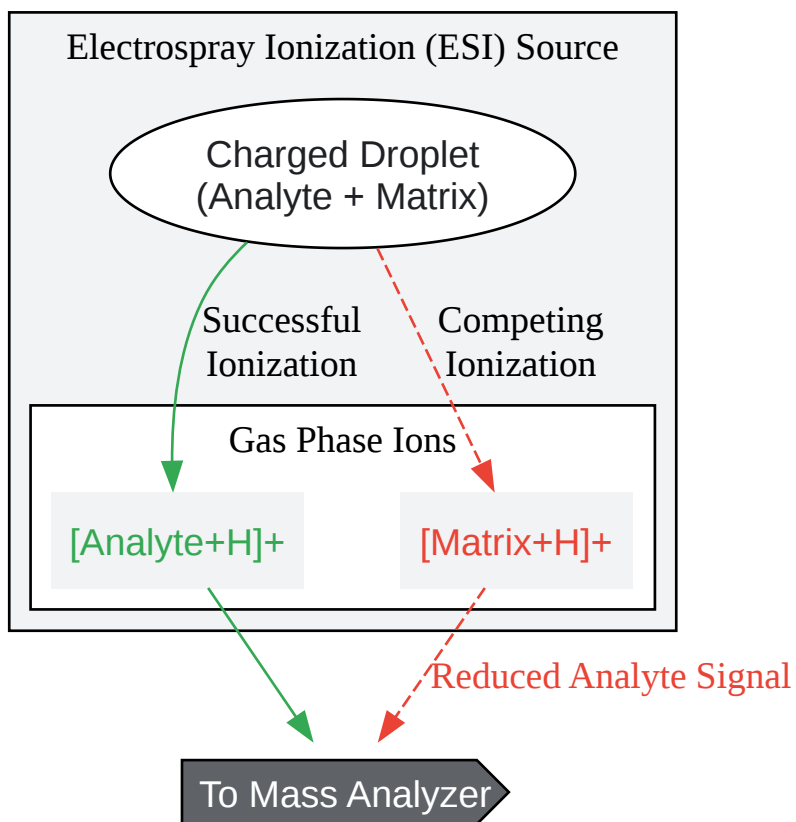 Electrospray Ionization (ESI) Source
Charged Droplet
(Analyte + Matrix)
Successful
Ionization
Competing
Ionization
Gas Phase Ions
[Analyte+H]+
[Matrix+H]+
Reduced Analyte Signal
To Mass Analyzer